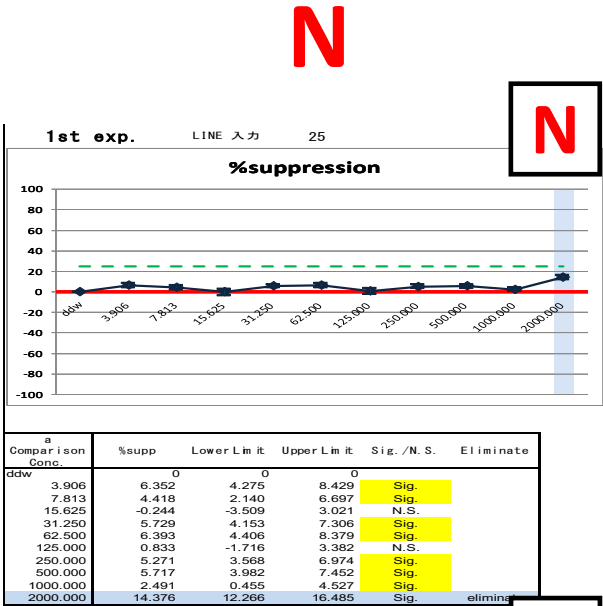 N
N
1st exp. LINE 入力 25
%suppression
100
80
60
40
20
0
-20
-40
-60
-80
-100
ddw 3.906 7.813 15.625 31.250 62.500 125.000 250.000 500.000 1000.000 2000.000
a
Comparison Conc. %supp LowerLimit UpperLimit Sig./N.S. Eliminate
ddw 0 0 0
3.906 6.352 4.275 8.429 Sig.
7.813 4.418 2.140 6.697 Sig.
15.625 -0.244 -3.509 3.021 N.S.
31.250 5.729 4.153 7.306 Sig.
62.500 6.393 4.406 8.379 Sig.
125.000 0.833 -1.716 3.382 N.S.
250.000 5.271 3.568 6.974 Sig.
500.000 5.717 3.982 7.452 Sig.
1000.000 2.491 0.455 4.527 Sig.
2000.000 14.376 12.266 16.485 Sig.